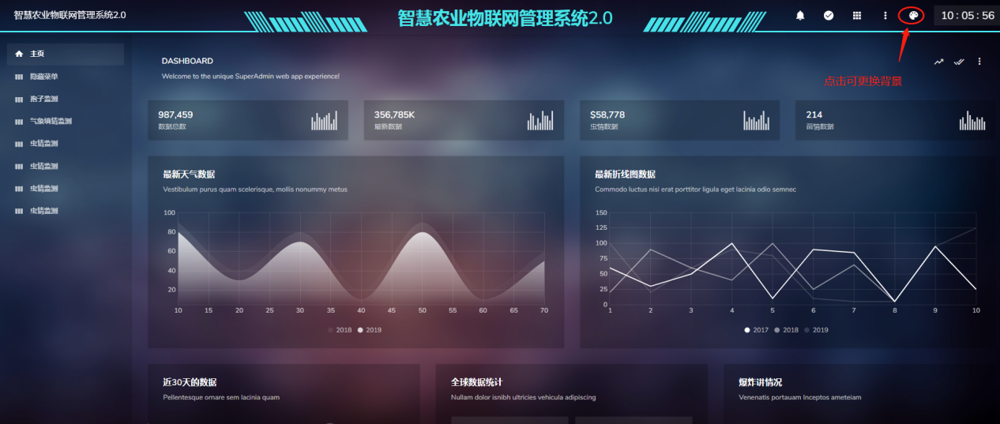 智慧农业物联网管理系统2.0
智慧农业物联网管理系统2.0
10 : 05 : 56
点击可更换背景
主页
隐藏菜单
孢子监测
气象墒情监测
虫情监测
虫情监测
虫情监测
虫情监测
DASHBOARD
Welcome to the unique SuperAdmin web app experience!
987,459
数据总数
356,785K
最新数据
$58,778
虫情数据
214
苗情数据
最新天气数据
Vestibulum purus quam scelerisque, mollis nonummy metus
100
80
60
40
20
10 15 20 25 30 35 40 45 50 55 60 65 70
2018 2019
最新折线图数据
Commodo luctus nisi erat porttitor ligula eget lacinia odio semnec
150
125
100
75
50
25
0
1 2 3 4 5 6 7 8 9 10
2017 2018 2019
近30天的数据
Pellentesque ornare sem lacinia quam
全球数据统计
Nullam dolor isnibh ultricies vehicula adipiscing
爆炸讲情况
Venenatis portauam Inceptos ameteiam